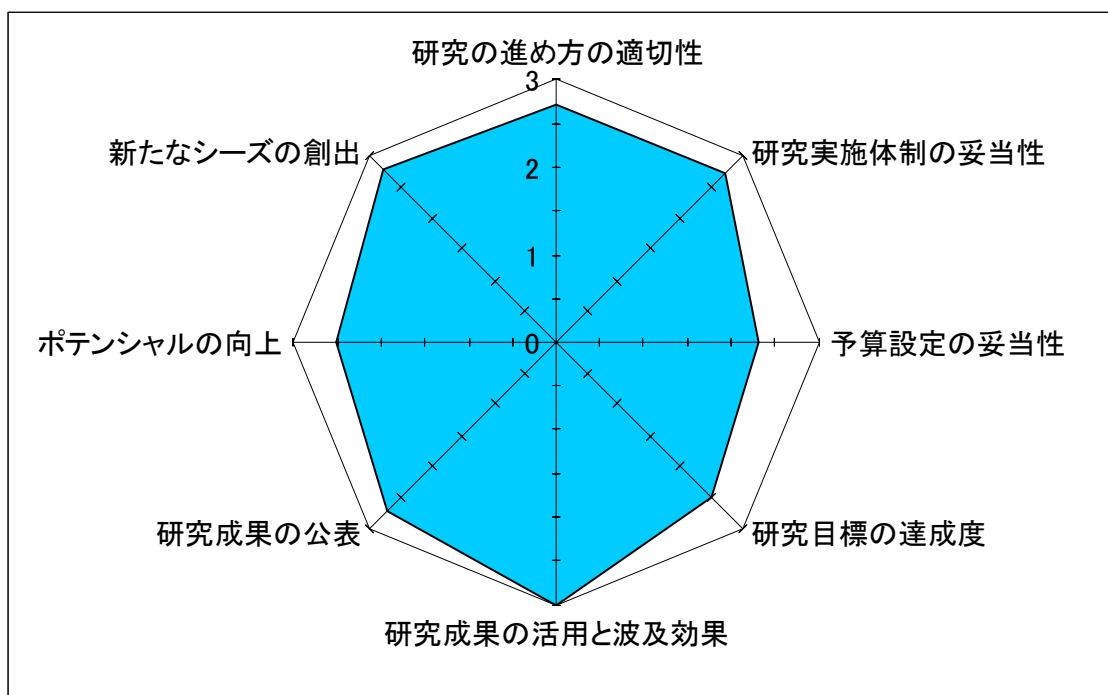 研究の進め方の適切性
3
新たなシーズの創出
研究実施体制の妥当性
2
1
ポテンシャルの向上
0
予算設定の妥当性
研究成果の公表
研究目標の達成度
研究成果の活用と波及効果